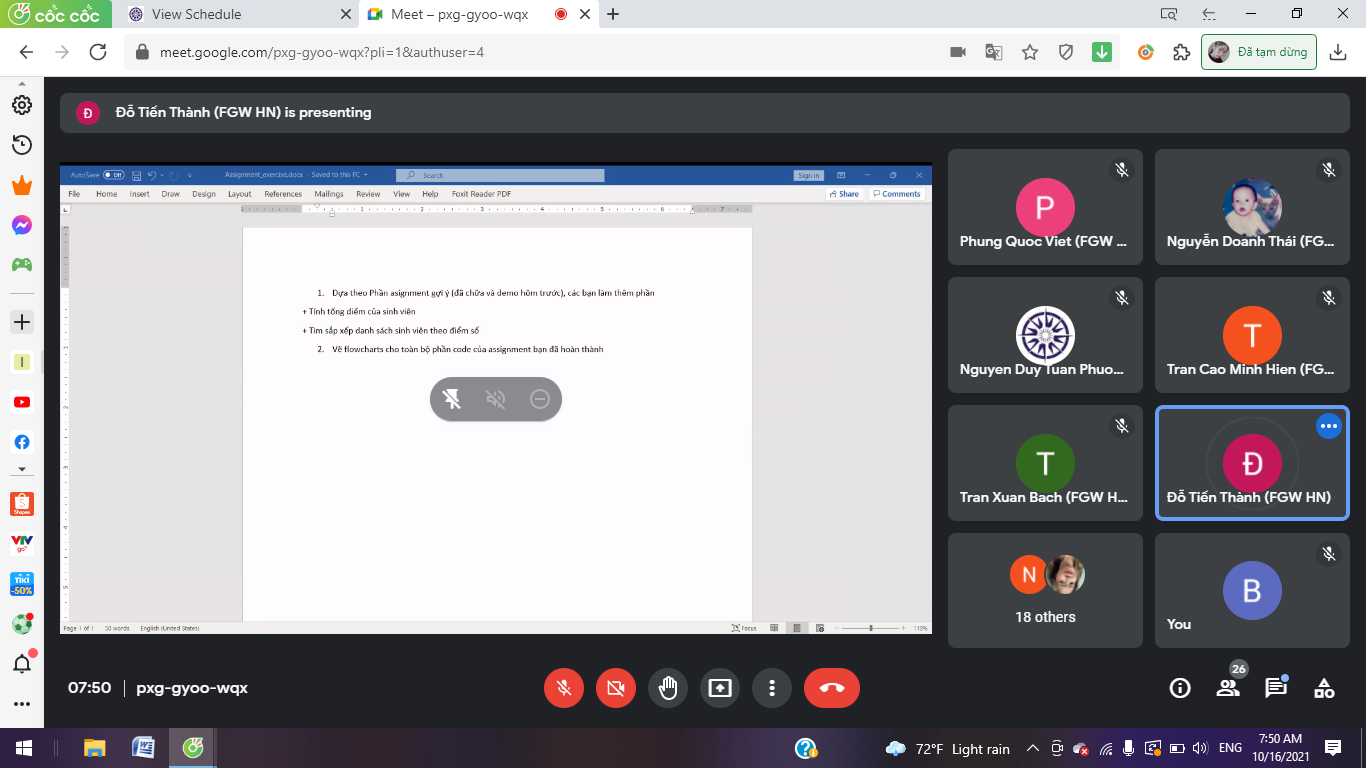 cốc cốc
View Schedule
Meet – pxg-gyoo-wqx
meet.google.com/pxg-gyoo-wqx?pli=1&authuser=4
Đã tạm dừng
Đ
Đỗ Tiến Thành (FGW HN) is presenting
AutoSave Off
Assignment_exercise.docx - Saved to this PC
Search
Sign in
File Home Insert Draw Design Layout References Mailings Review View Help Foxit Reader PDF
Share Comments
1. Dựa theo Phần asignment gợi ý (đã chữa và demo hôm trước), các bạn làm thêm phần
+ Tính tổng điểm của sinh viên
+ Tìm sắp xếp danh sách sinh viên theo điểm số
2. Vẽ flowcharts cho toàn bộ phần code của assignment bạn đã hoàn thành
Page 1 of 1 50 words English (United States)
Focus
110%
P
Phung Quoc Viet (FGW ...
Nguyễn Doanh Thái (FG...
Nguyen Duy Tuan Phuo...
T
Tran Cao Minh Hien (FG...
T
Tran Xuan Bach (FGW H...
Đ
Đỗ Tiến Thành (FGW HN)
N
18 others
B
You
I
Shopee
VTV
go
TIKI
-50%
07:50 | pxg-gyoo-wqx
26
72°F Light rain
ENG
7:50 AM
10/16/2021